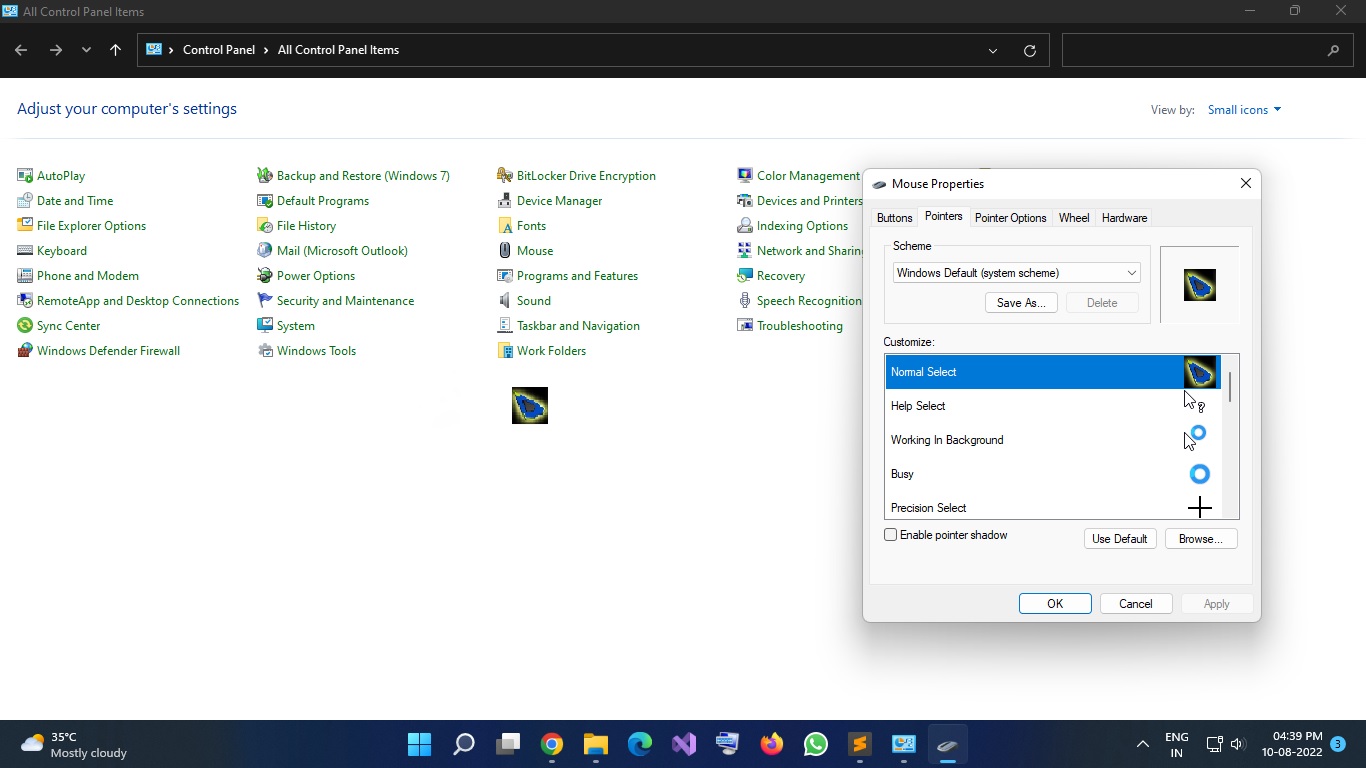 All Control Panel Items
Control Panel > All Control Panel Items
Adjust your computer's settings
View by: Small icons
AutoPlay
Backup and Restore (Windows 7)
BitLocker Drive Encryption
Color Management
Date and Time
Default Programs
Device Manager
Devices and Printers
File Explorer Options
File History
Fonts
Indexing Options
Keyboard
Mail (Microsoft Outlook)
Mouse
Network and Sharing
Phone and Modem
Power Options
Programs and Features
Recovery
RemoteApp and Desktop Connections
Security and Maintenance
Sound
Speech Recognition
Sync Center
System
Taskbar and Navigation
Troubleshooting
Windows Defender Firewall
Windows Tools
Work Folders
Mouse Properties
Buttons Pointers Pointer Options Wheel Hardware
Scheme
Windows Default (system scheme)
Save As... Delete
Customize:
Normal Select
Help Select
Working In Background
Busy
Precision Select
Enable pointer shadow
Use Default Browse...
OK Cancel Apply
35°C
Mostly cloudy
ENG
IN
04:39 PM
10-08-2022
3